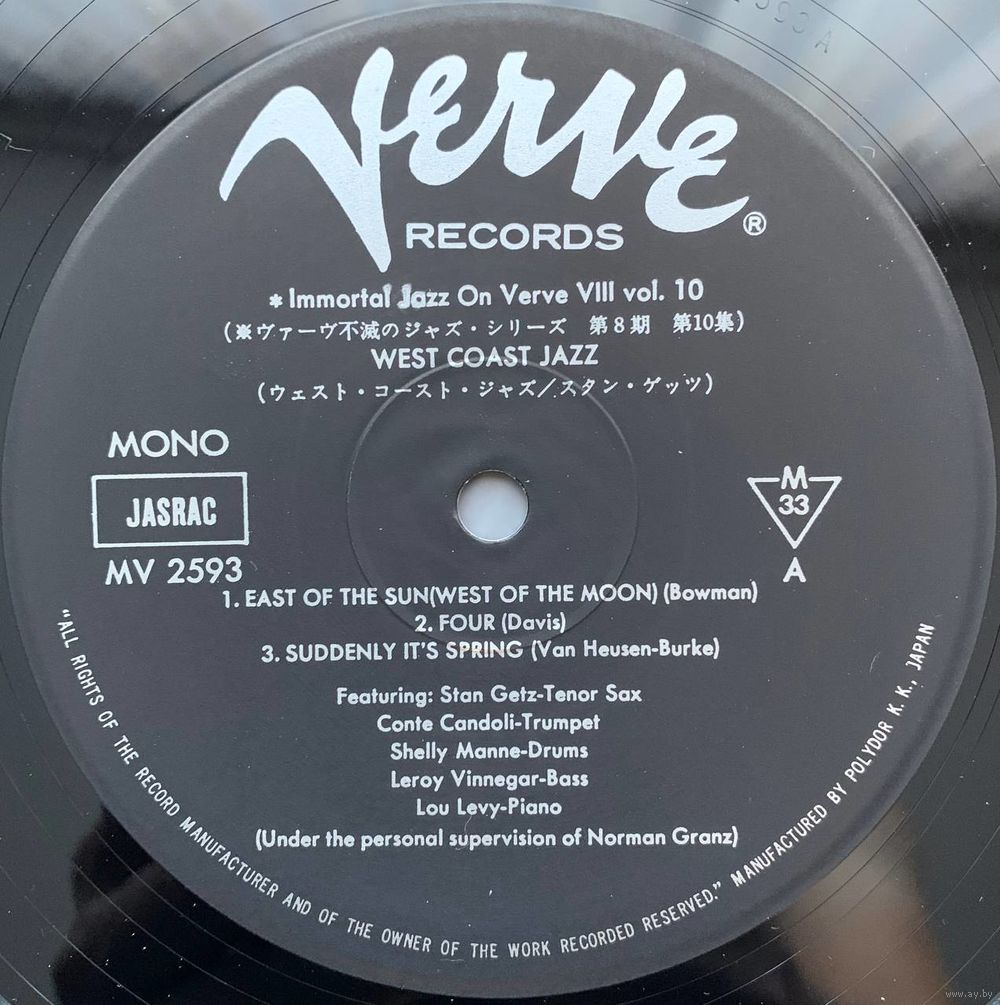 2593 A
Verve
RECORDS ®
* Immortal Jazz On Verve VIII vol. 10
(※ヴァーヴ不滅のジャズ・シリーズ　第8期　第10集)
WEST COAST JAZZ
(ウェスト・コースト・ジャズ/スタン・ゲッツ)
MONO
JASRAC
MV 2593
M
33
A
1. EAST OF THE SUN(WEST OF THE MOON) (Bowman)
2. FOUR (Davis)
3. SUDDENLY IT'S SPRING (Van Heusen-Burke)
Featuring: Stan Getz-Tenor Sax
Conte Candoli-Trumpet
Shelly Manne-Drums
Leroy Vinnegar-Bass
Lou Levy-Piano
(Under the personal supervision of Norman Granz)
"ALL RIGHTS OF THE RECORD MANUFACTURER AND OF THE OWNER OF THE WORK RECORDED RESERVED." MANUFACTURED BY POLYDOR K. K., JAPAN
www.ay.by